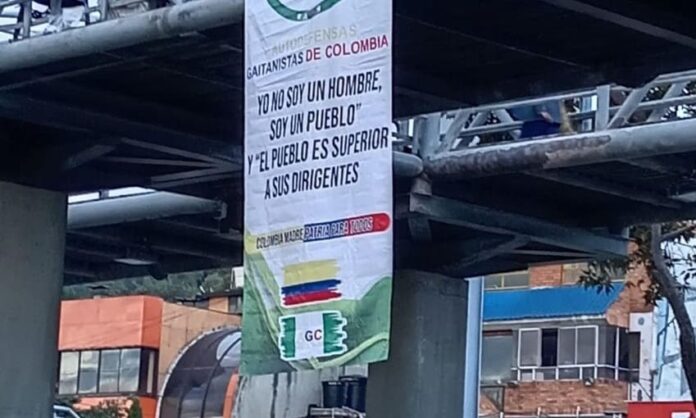 AUTODEFENSAS
GAITANISTAS DE COLOMBIA
YO NO SOY UN HOMBRE,
SOY UN PUEBLO"
Y "EL PUEBLO ES SUPERIOR
A SUS DIRIGENTES
COLOMBIA MADRE PATRIA PARA TODOS
GC